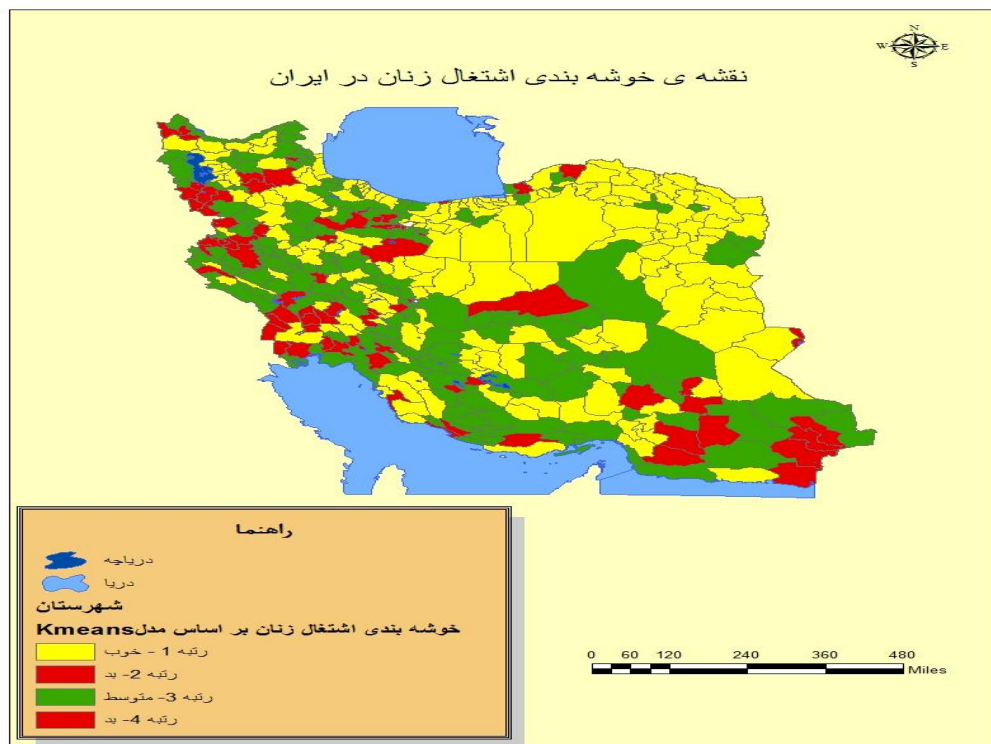 N
W E
S
نقشه ی خوشه بندی اشتغال زنان در ایران
راهنما
دریاچه
دریا
شهرستان
خوشه بندی اشتغال زنان بر اساس مدلKmeans
رتبه 1 - خوب
رتبه 2- بد
رتبه 3- متوسط
رتبه 4- بد
0 60 120 240 360 480
Miles